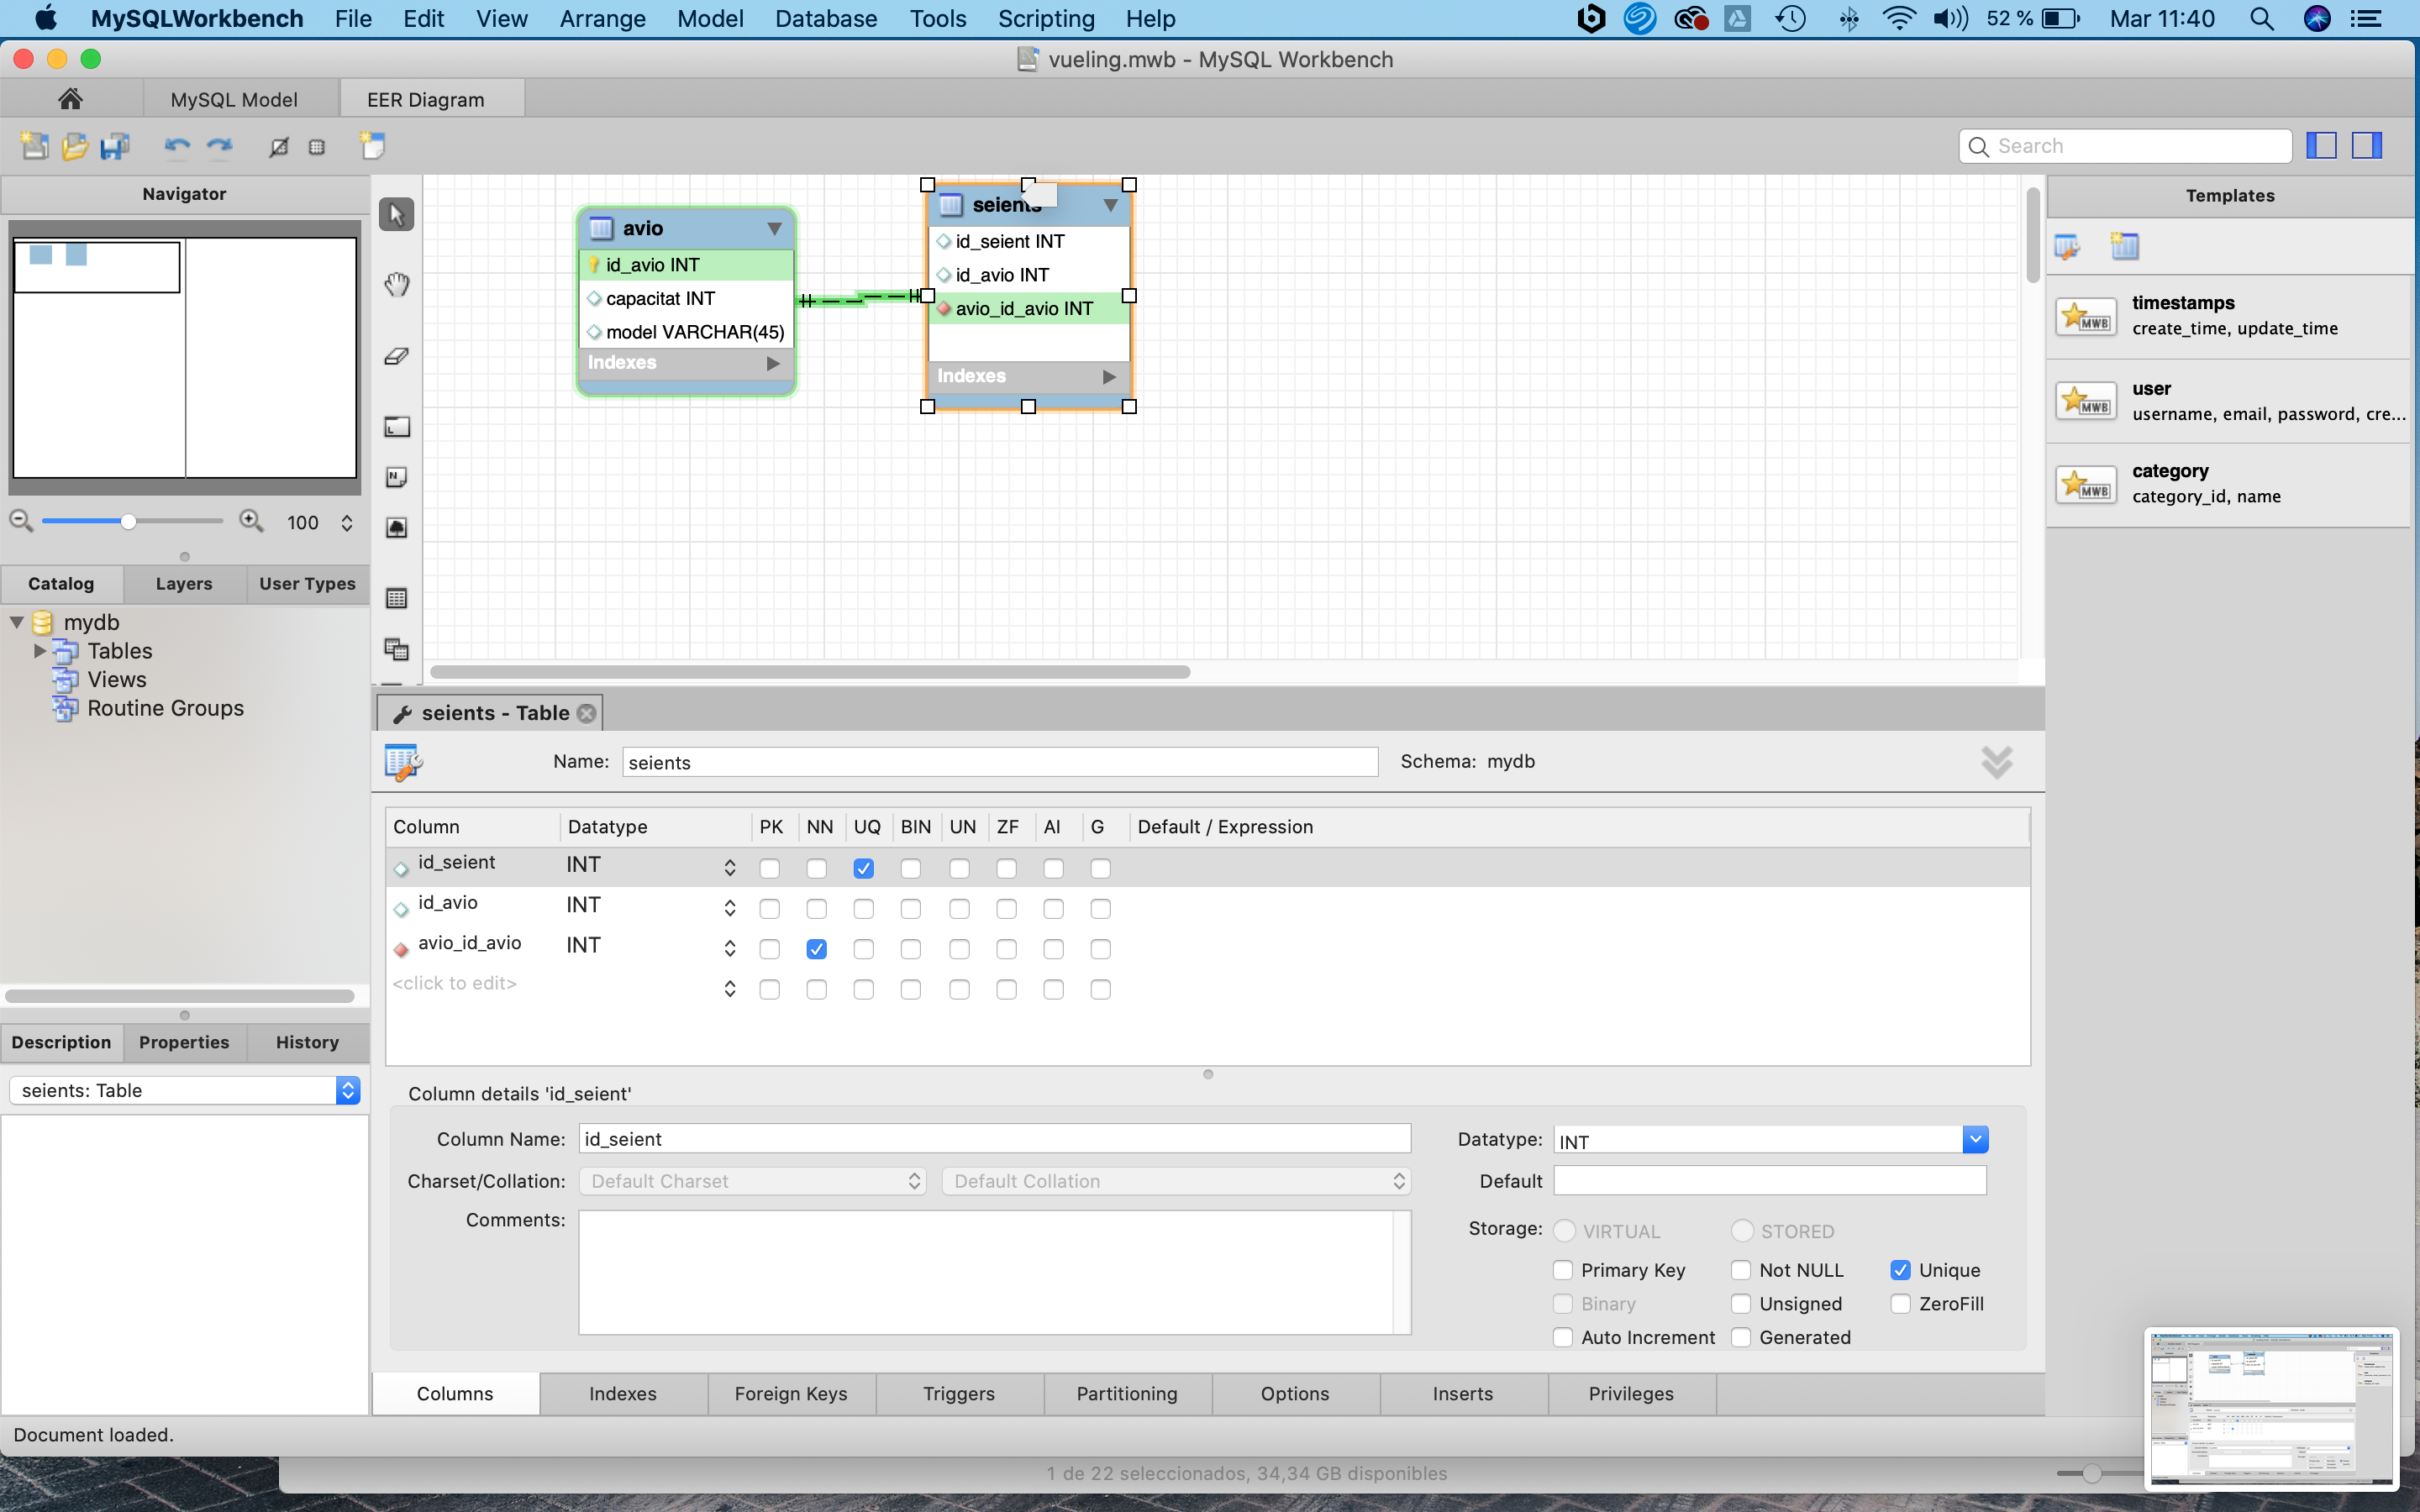 MySQLWorkbench File Edit View Arrange Model Database Tools Scripting Help 52 % Mar 11:40
vueling.mwb - MySQL Workbench
MySQL Model EER Diagram
Search
Navigator
Templates
avio
id_avio INT
capacitat INT
model VARCHAR(45)
Indexes
seients
id_seient INT
id_avio INT
avio_id_avio INT
Indexes
timestamps
create_time, update_time
MWB
user
username, email, password, cre...
MWB
category
category_id, name
MWB
100
Catalog Layers User Types
mydb
Tables
Views
Routine Groups
seients - Table
Name: seients Schema: mydb
Column Datatype PK NN UQ BIN UN ZF AI G Default / Expression
id_seient INT
id_avio INT
avio_id_avio INT
<click to edit>
Description Properties History
seients: Table
Column details 'id_seient'
Column Name: id_seient Datatype: INT
Charset/Collation: Default Charset Default Collation Default
Comments: Storage: VIRTUAL STORED
Primary Key Not NULL Unique
Binary Unsigned ZeroFill
Auto Increment Generated
Columns Indexes Foreign Keys Triggers Partitioning Options Inserts Privileges
Document loaded.
1 de 22 seleccionados, 34,34 GB disponibles